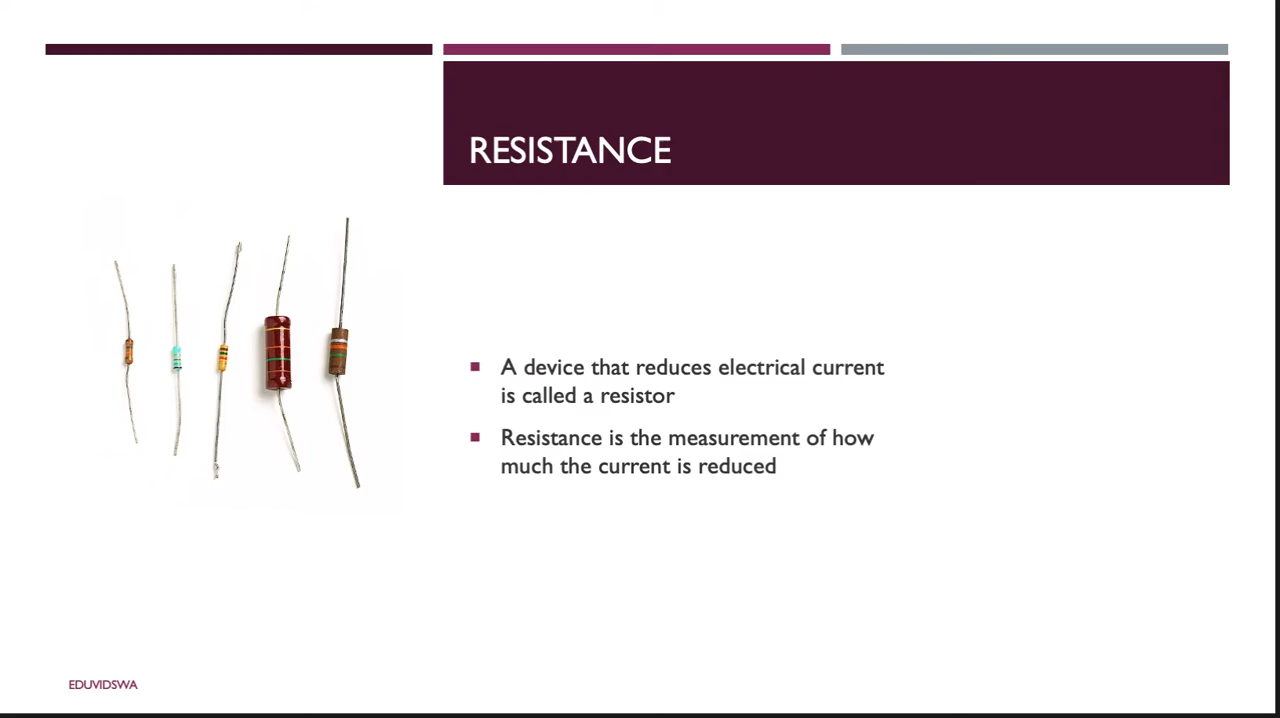 RESISTANCE
A device that reduces electrical current
is called a resistor
Resistance is the measurement of how
much the current is reduced
EDUVIDSWA